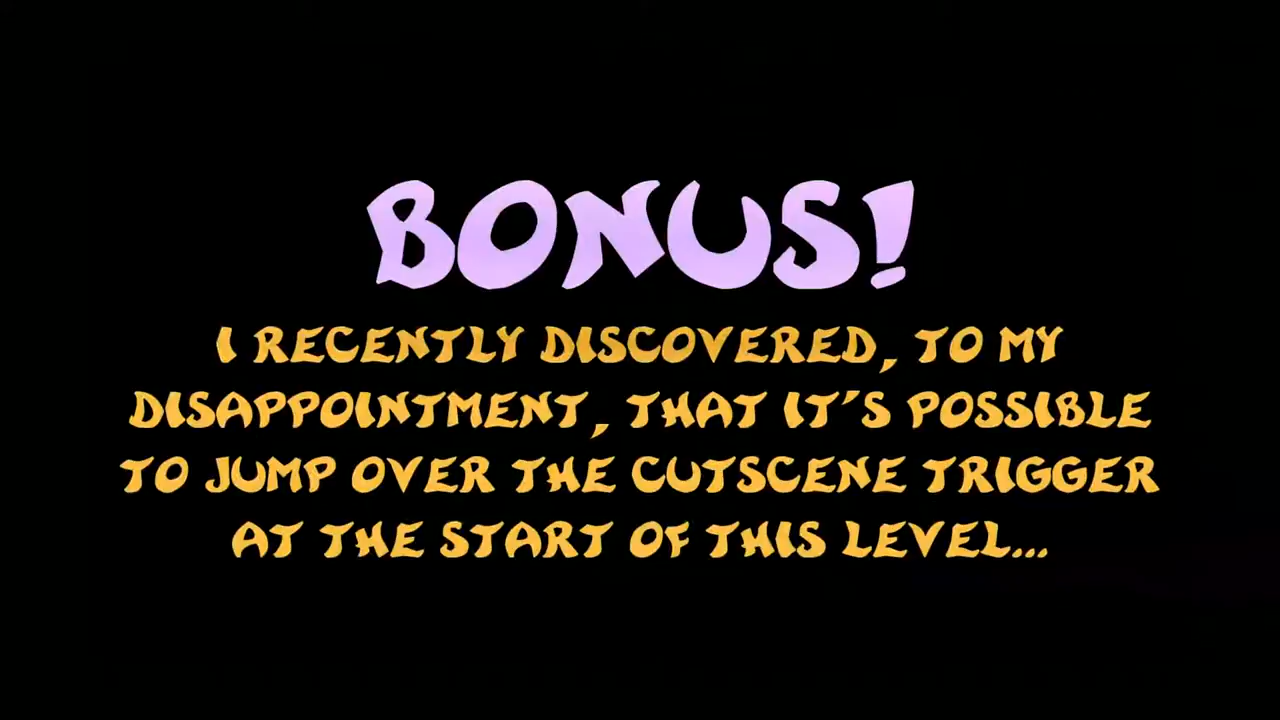 BONUS!
I RECENTLY DISCOVERED, TO MY
DISAPPOINTMENT, THAT IT'S POSSIBLE
TO JUMP OVER THE CUTSCENE TRIGGER
AT THE START OF THIS LEVEL...